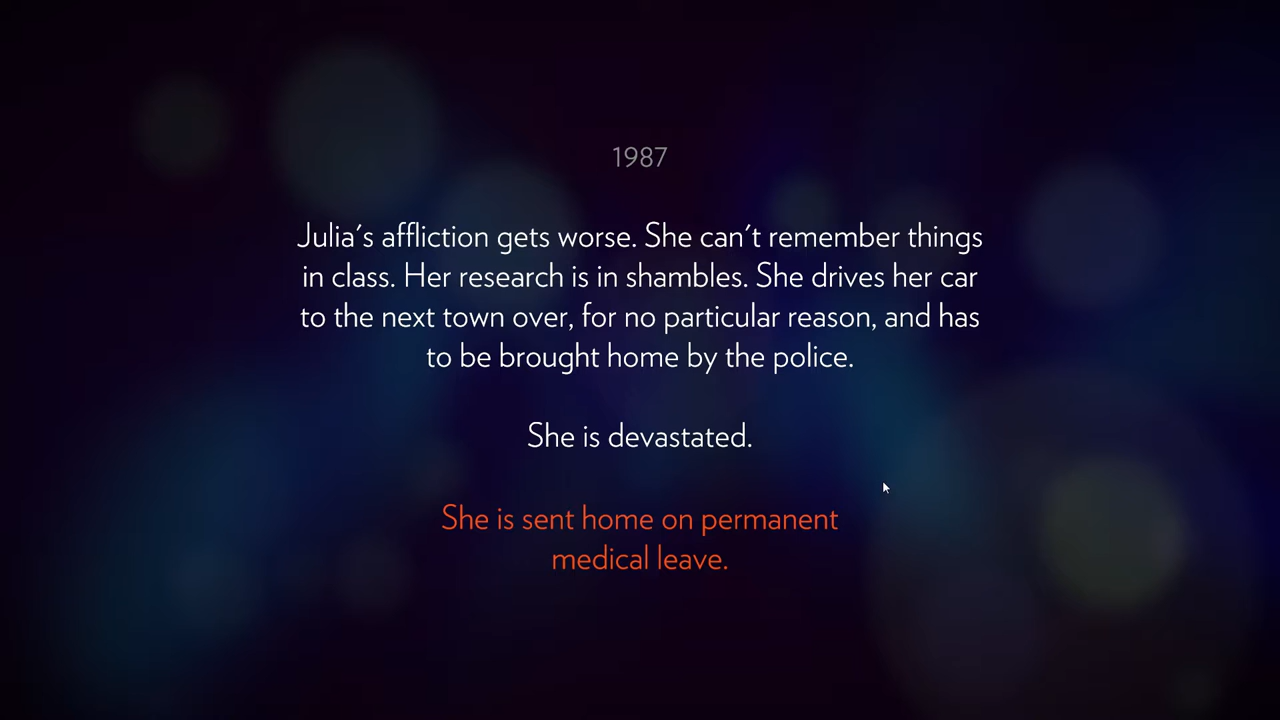 1987
Julia's affliction gets worse. She can't remember things
in class. Her research is in shambles. She drives her car
to the next town over, for no particular reason, and has
to be brought home by the police.
She is devastated.
She is sent home on permanent
medical leave.